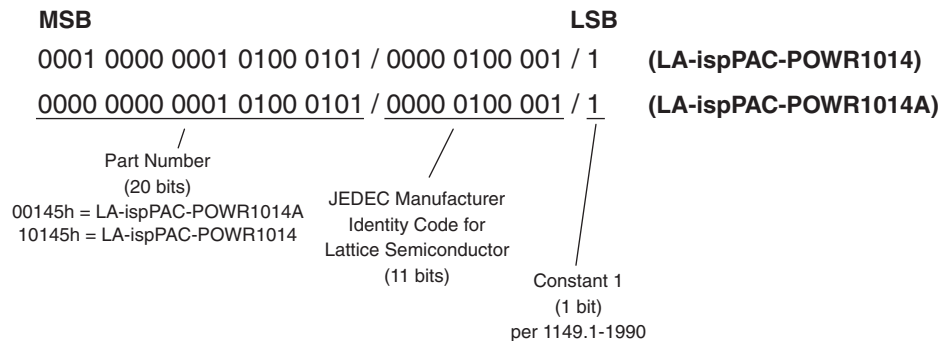 MSB LSB
0001 0000 0001 0100 0101 / 0000 0100 001 / 1 (LA-ispPAC-POWR1014)
0000 0000 0001 0100 0101 / 0000 0100 001 / 1 (LA-ispPAC-POWR1014A)
Part Number
(20 bits)
00145h = LA-ispPAC-POWR1014A
10145h = LA-ispPAC-POWR1014
JEDEC Manufacturer
Identity Code for
Lattice Semiconductor
(11 bits)
Constant 1
(1 bit)
per 1149.1-1990